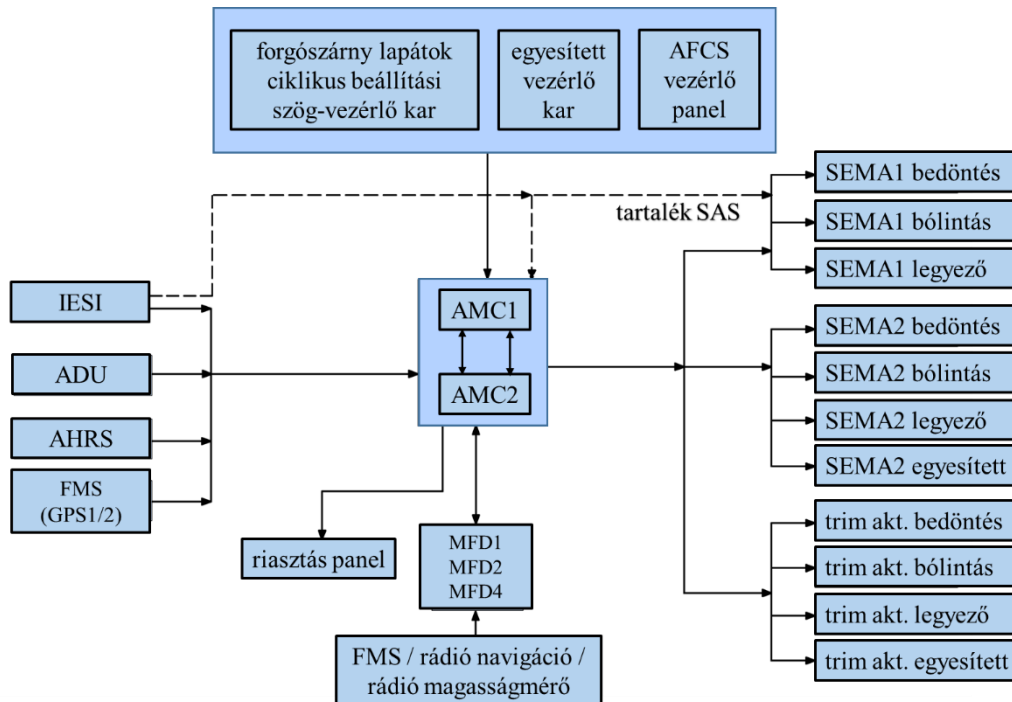 forgószárny lapátok
ciklikus beállítási
szög-vezérlő kar
egyesített
vezérlő
kar
AFCS
vezérlő
panel
tartalék SAS
IESI
ADU
AHRS
FMS
(GPS1/2)
AMC1
AMC2
riasztás panel
MFD1
MFD2
MFD4
FMS / rádió navigáció /
rádió magasságmérő
SEMA1 bedöntés
SEMA1 bólintás
SEMA1 legyező
SEMA2 bedöntés
SEMA2 bólintás
SEMA2 legyező
SEMA2 egyesített
trim akt. bedöntés
trim akt. bólintás
trim akt. legyező
trim akt. egyesített